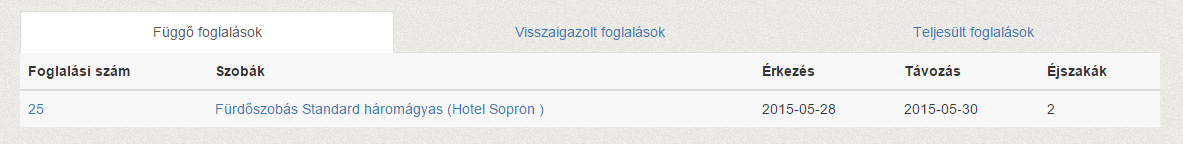 Függő foglalások Visszaigazolt foglalások Teljesült foglalások
Foglalási szám Szobák Érkezés Távozás Éjszakák
25 Fürdőszobás Standard háromágyas (Hotel Sopron ) 2015-05-28 2015-05-30 2